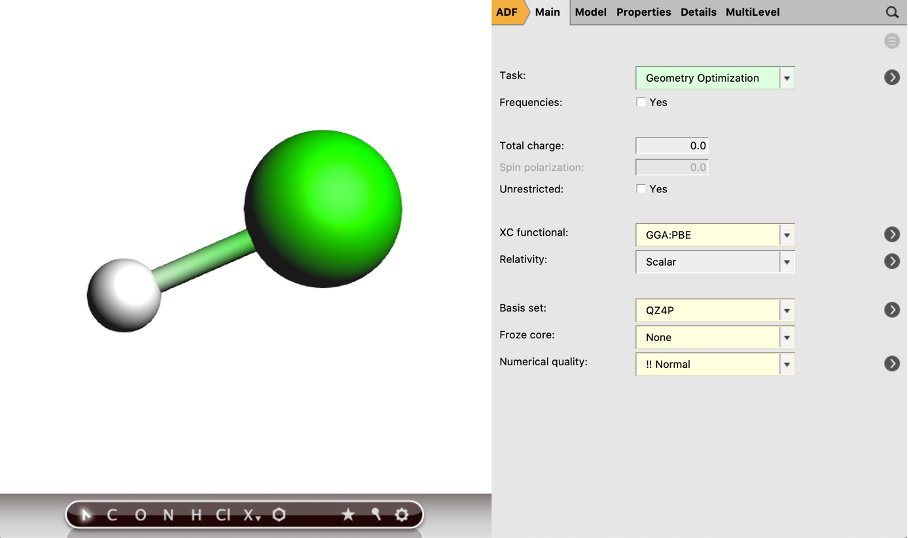 ADF Main Model Properties Details MultiLevel
Task: Geometry Optimization
Frequencies: Yes
Total charge: 0.0
Spin polarization: 0.0
Unrestricted: Yes
XC functional: GGA:PBE
Relativity: Scalar
Basis set: QZ4P
Froze core: None
Numerical quality: !! Normal
C O N H Cl X